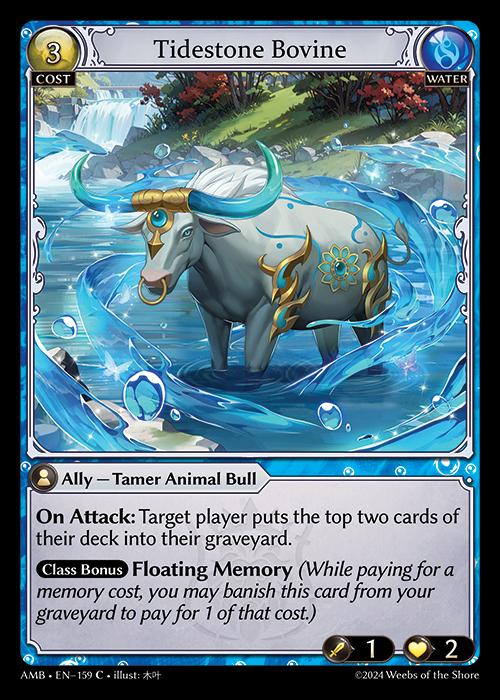 3
Tidestone Bovine
COST
WATER
Ally — Tamer Animal Bull
On Attack: Target player puts the top two cards of
their deck into their graveyard.
Class Bonus Floating Memory (While paying for a
memory cost, you may banish this card from your
graveyard to pay for 1 of that cost.)
1
2
AMB • EN–159 C • illust: 木叶
©2024 Weebs of the Shore